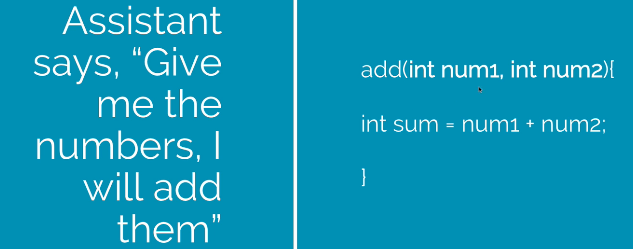 Assistant
says, “Give
me the
numbers, I
will add
them”
add(int num1, int num2){
int sum = num1 + num2;
}